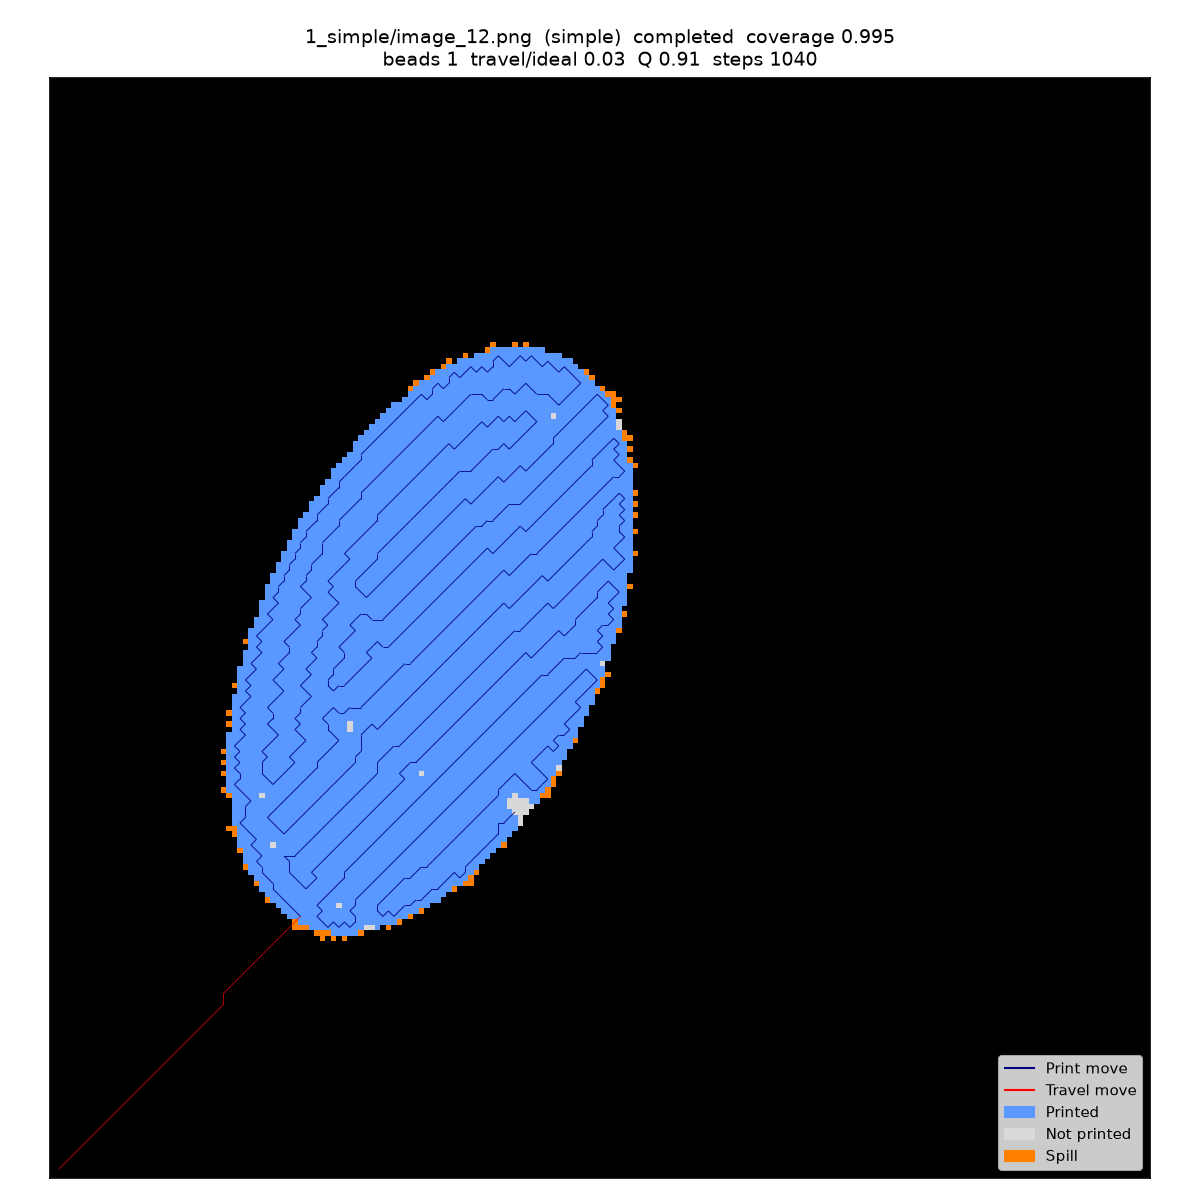 1_simple/image_12.png  (simple)  completed  coverage 0.995
beads 1  travel/ideal 0.03  Q 0.91  steps 1040
Print move
Travel move
Printed
Not printed
Spill